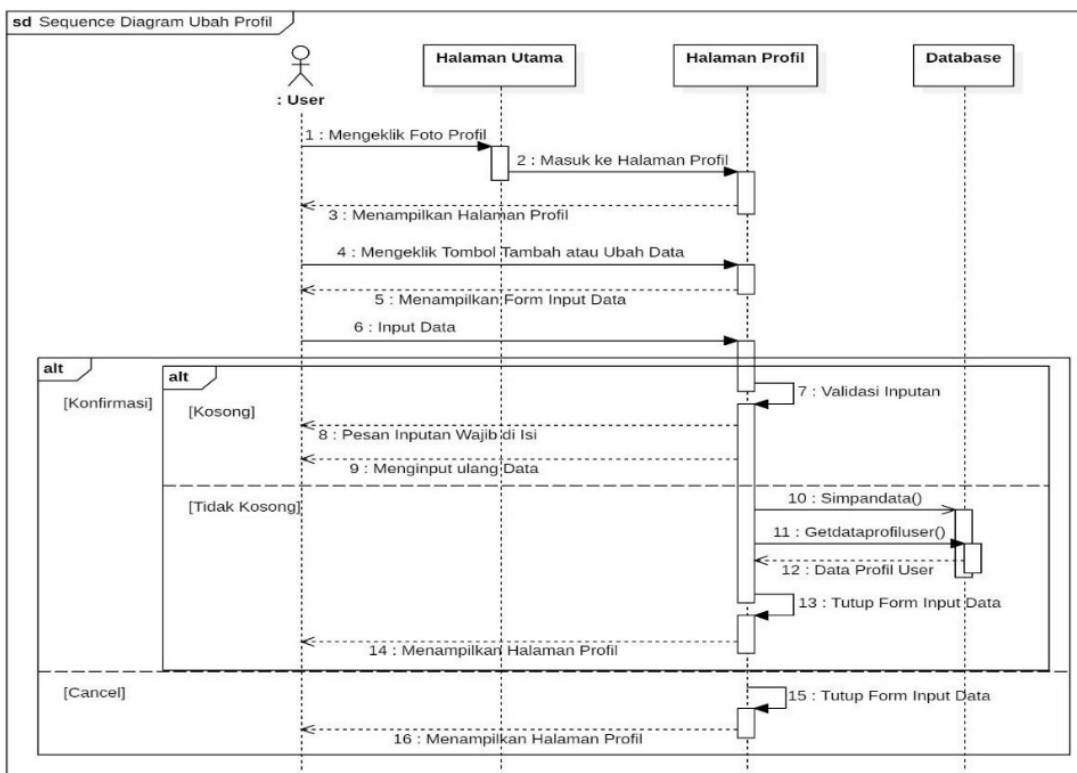 sd Sequence Diagram Ubah Profil
: User
Halaman Utama
Halaman Profil
Database
1 : Mengeklik Foto Profil
2 : Masuk ke Halaman Profil
3 : Menampilkan Halaman Profil
4 : Mengeklik Tombol Tambah atau Ubah Data
5 : Menampilkan Form Input Data
6 : Input Data
alt
[Konfirmasi]
alt
[Kosong]
7 : Validasi Inputan
8 : Pesan Inputan Wajib di Isi
9 : Menginput ulang Data
[Tidak Kosong]
10 : Simpandata()
11 : Getdataprofiluser()
12 : Data Profil User
13 : Tutup Form Input Data
14 : Menampilkan Halaman Profil
[Cancel]
15 : Tutup Form Input Data
16 : Menampilkan Halaman Profil